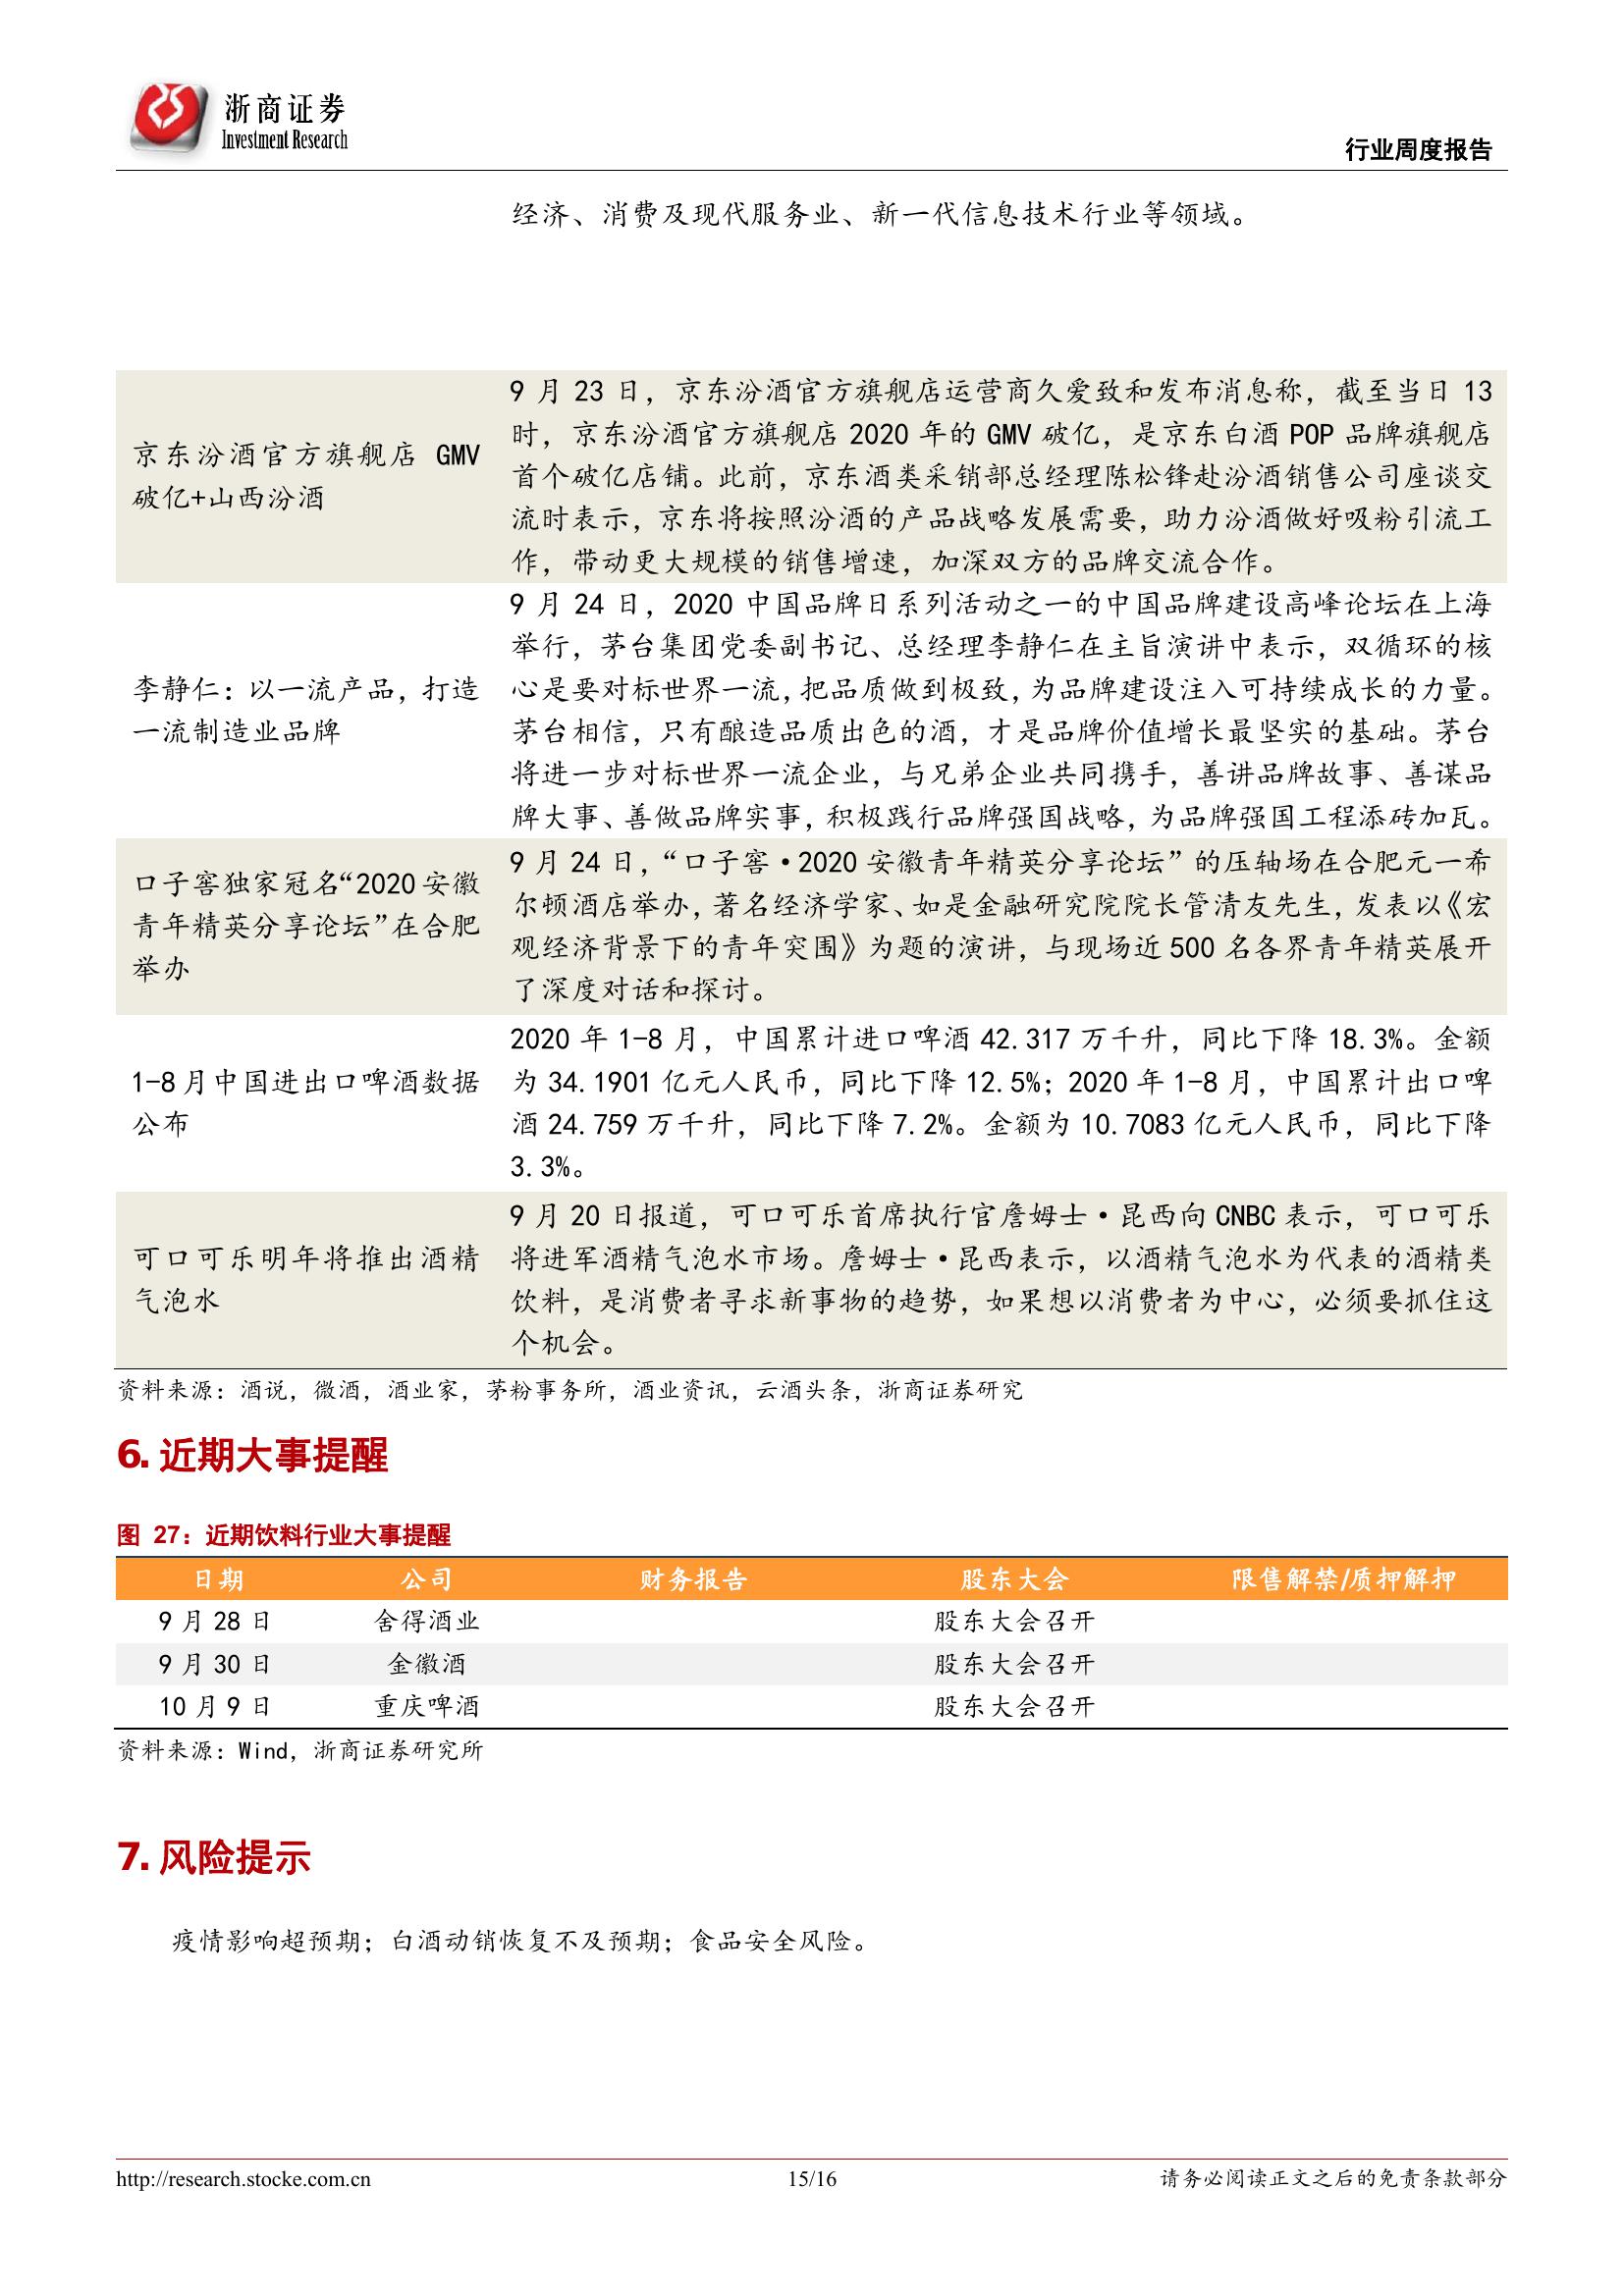 浙商证券
Investment Research
行业周度报告
经济、消费及现代服务业、新一代信息技术行业等领域。
京东汾酒官方旗舰店 GMV
破亿+山西汾酒
9 月 23 日，京东汾酒官方旗舰店运营商久爱致和发布消息称，截至当日 13
时，京东汾酒官方旗舰店 2020 年的 GMV 破亿，是京东白酒 POP 品牌旗舰店
首个破亿店铺。此前，京东酒类采销部总经理陈松锋赴汾酒销售公司座谈交
流时表示，京东将按照汾酒的产品战略发展需要，助力汾酒做好吸粉引流工
作，带动更大规模的销售增速，加深双方的品牌交流合作。
李静仁：以一流产品，打造
一流制造业品牌
9 月 24 日，2020 中国品牌日系列活动之一的中国品牌建设高峰论坛在上海
举行，茅台集团党委副书记、总经理李静仁在主旨演讲中表示，双循环的核
心是要对标世界一流，把品质做到极致，为品牌建设注入可持续成长的力量。
茅台相信，只有酿造品质出色的酒，才是品牌价值增长最坚实的基础。茅台
将进一步对标世界一流企业，与兄弟企业共同携手，善讲品牌故事、善谋品
牌大事、善做品牌实事，积极践行品牌强国战略，为品牌强国工程添砖加瓦。
口子窖独家冠名“2020 安徽
青年精英分享论坛”在合肥
举办
9 月 24 日，“口子窖·2020 安徽青年精英分享论坛”的压轴场在合肥元一希
尔顿酒店举办，著名经济学家、如是金融研究院院长管清友先生，发表以《宏
观经济背景下的青年突围》为题的演讲，与现场近 500 名各界青年精英展开
了深度对话和探讨。
1-8 月中国进出口啤酒数据
公布
2020 年 1-8 月，中国累计进口啤酒 42.317 万千升，同比下降 18.3%。金额
为 34.1901 亿元人民币，同比下降 12.5%；2020 年 1-8 月，中国累计出口啤
酒 24.759 万千升，同比下降 7.2%。金额为 10.7083 亿元人民币，同比下降
3.3%。
可口可乐明年将推出酒精
气泡水
9 月 20 日报道，可口可乐首席执行官詹姆士·昆西向 CNBC 表示，可口可乐
将进军酒精气泡水市场。詹姆士·昆西表示，以酒精气泡水为代表的酒精类
饮料，是消费者寻求新事物的趋势，如果想以消费者为中心，必须要抓住这
个机会。
资料来源：酒说，微酒，酒业家，茅粉事务所，酒业资讯，云酒头条，浙商证券研究
6. 近期大事提醒
图 27：近期饮料行业大事提醒
日期 公司 财务报告 股东大会 限售解禁/质押解押
9 月 28 日 舍得酒业 股东大会召开
9 月 30 日 金徽酒 股东大会召开
10 月 9 日 重庆啤酒 股东大会召开
资料来源：Wind，浙商证券研究所
7. 风险提示
疫情影响超预期；白酒动销恢复不及预期；食品安全风险。
http://research.stocke.com.cn 15/16 请务必阅读正文之后的免责条款部分